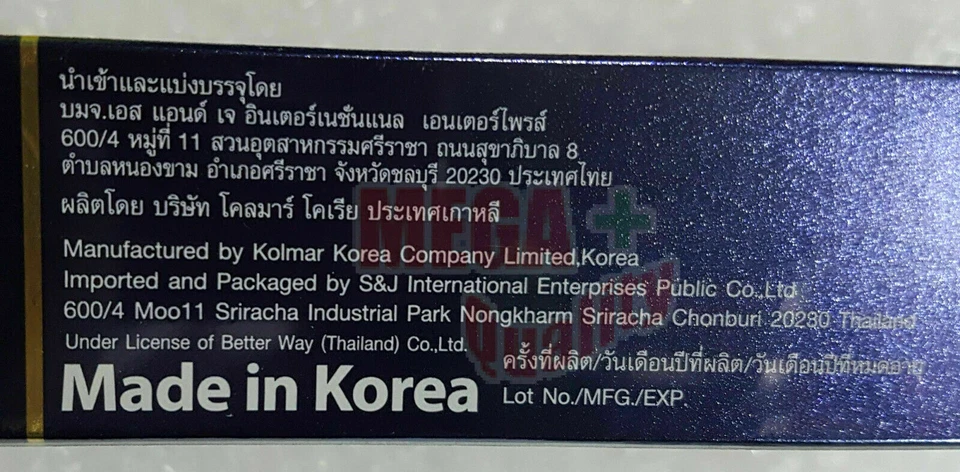 นำเข้าและแบ่งบรรจุโดย
บมจ.เอส แอนด์ เจ อินเตอร์เนชั่นแนล เอนเตอร์ไพรส์
600/4 หมู่ที่ 11 สวนอุตสาหกรรมศรีราชา ถนนสุขาภิบาล 8
ตำบลหนองขาม อำเภอศรีราชา จังหวัดชลบุรี 20230 ประเทศไทย
ผลิตโดย บริษัท โคลมาร์ โคเรีย ประเทศเกาหลี
MEGA +
Quality
Manufactured by Kolmar Korea Company Limited,Korea
Imported and Packaged by S&J International Enterprises Public Co.,Ltd
600/4 Moo11 Sriracha Industrial Park Nongkharm Sriracha Chonburi 20230 Thailand
Under License of Better Way (Thailand) Co.,Ltd.
Made in Korea
ครั้งที่ผลิต/วันเดือนปีที่ผลิต/วันเดือนปีที่หมดอายุ
Lot No./MFG./EXP.